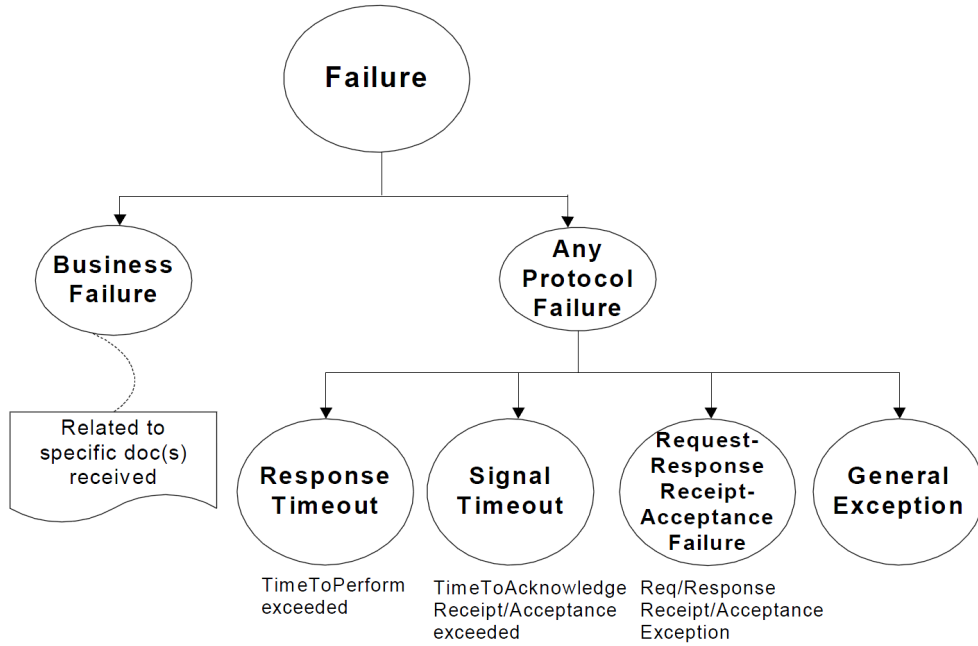 Failure
Business
Failure
Any
Protocol
Failure
Related to
specific doc(s)
received
Response
Timeout
Signal
Timeout
Request-
Response
Receipt-
Acceptance
Failure
General
Exception
TimeToPerform
exceeded
TimeToAcknowledge
Receipt/Acceptance
exceeded
Req/Response
Receipt/Acceptance
Exception